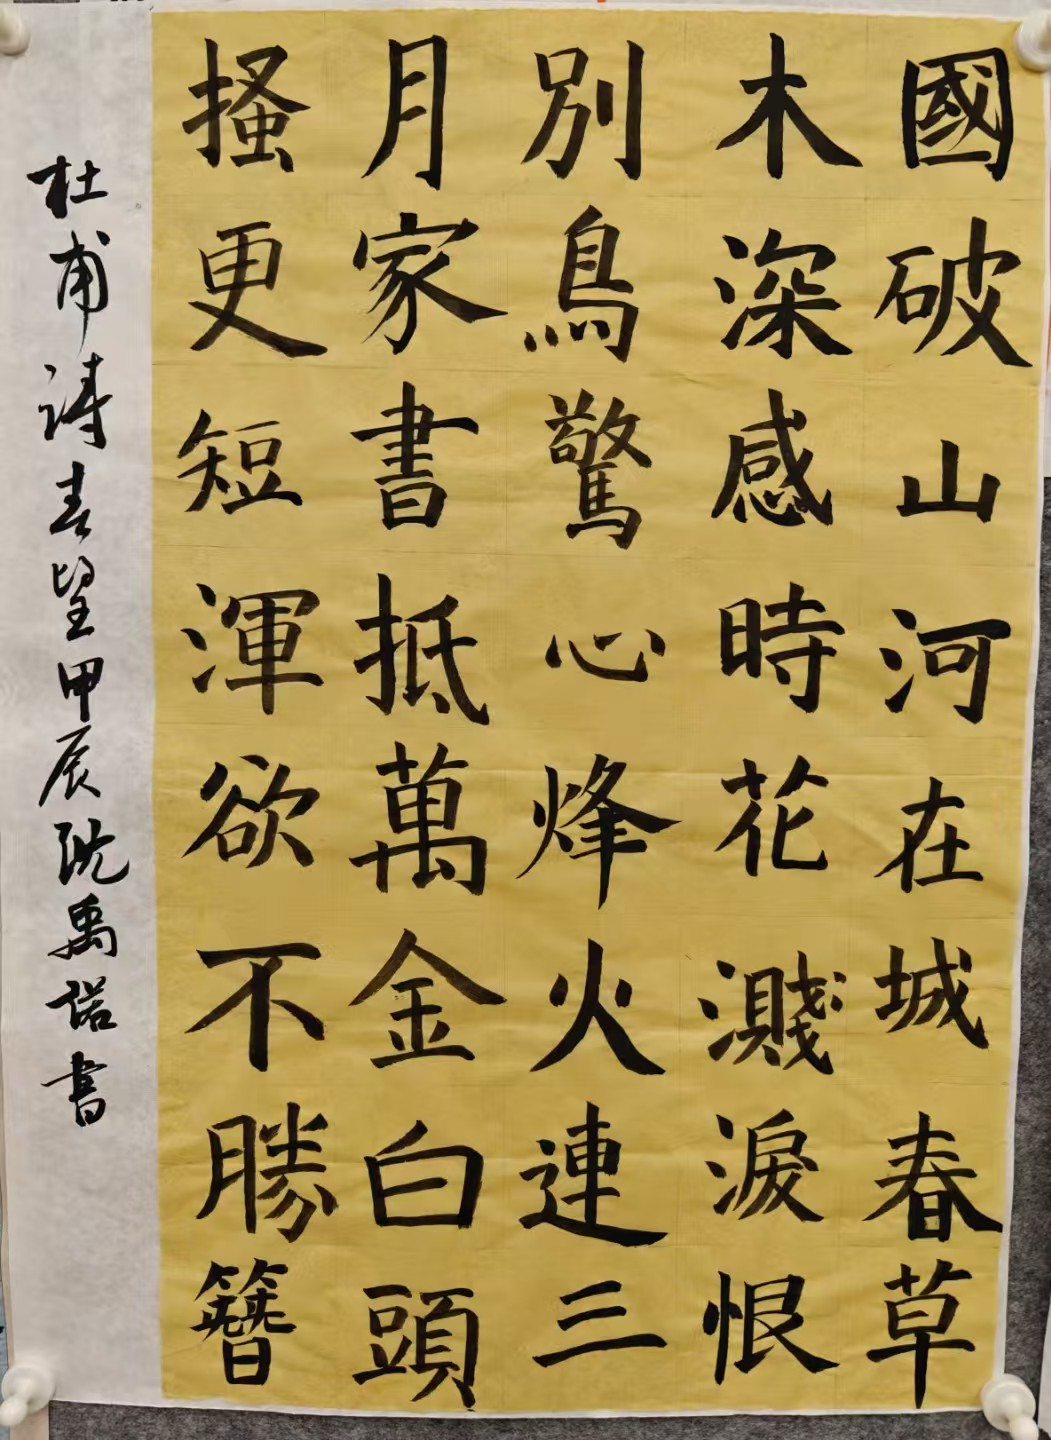 國破山河在城春草
木深感時花濺淚恨
別鳥驚心烽火連三
月家書抵萬金白頭
搔更短渾欲不勝簪
杜甫詩春望甲辰沈禹諾書